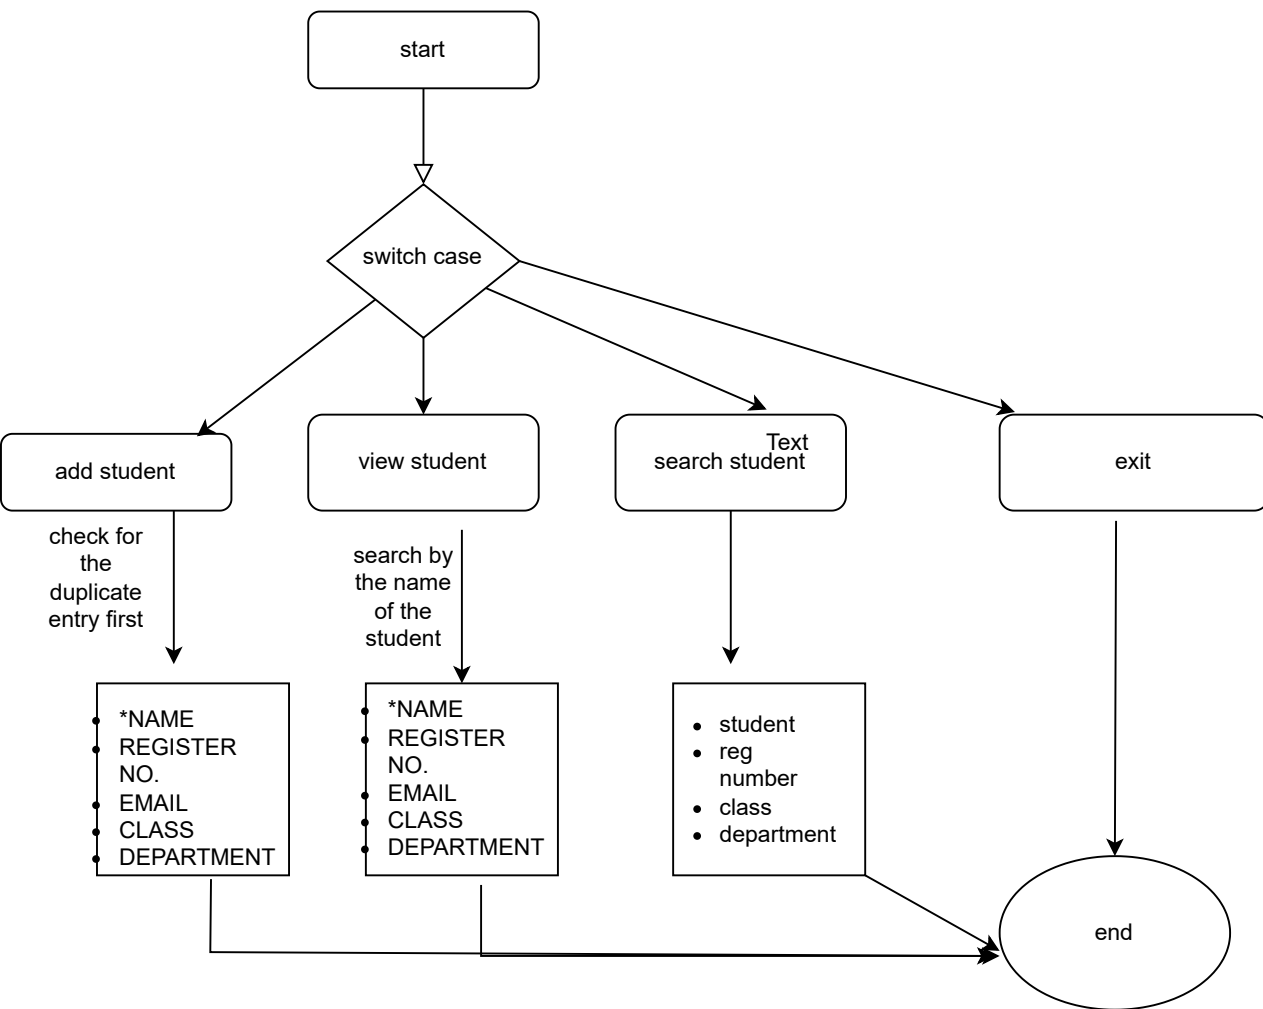 start
switch case
add student
view student
Text
search student
exit
check for
the
duplicate
entry first
search by
the name
of the
student
*NAME
REGISTER
NO.
EMAIL
CLASS
DEPARTMENT
*NAME
REGISTER
NO.
EMAIL
CLASS
DEPARTMENT
student
reg
number
class
department
end